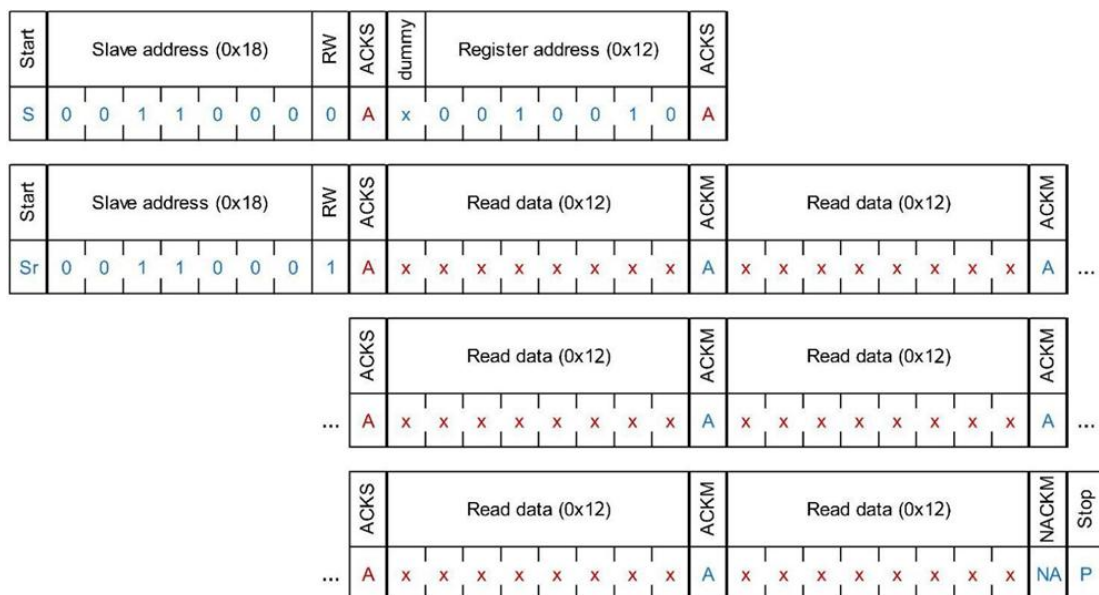 Start Slave address (0x18) RW ACKS dummy Register address (0x12) ACKS
S 0 0 1 1 0 0 0 0 A x 0 0 1 0 0 1 0 A
Start Slave address (0x18) RW ACKS Read data (0x12) ACKM Read data (0x12) ACKM
Sr 0 0 1 1 0 0 0 1 A x x x x x x x x A x x x x x x x x A ...
ACKS Read data (0x12) ACKM Read data (0x12) ACKM
... A x x x x x x x x A x x x x x x x x A ...
ACKS Read data (0x12) ACKM Read data (0x12) NACKM Stop
... A x x x x x x x x A x x x x x x x x NA P